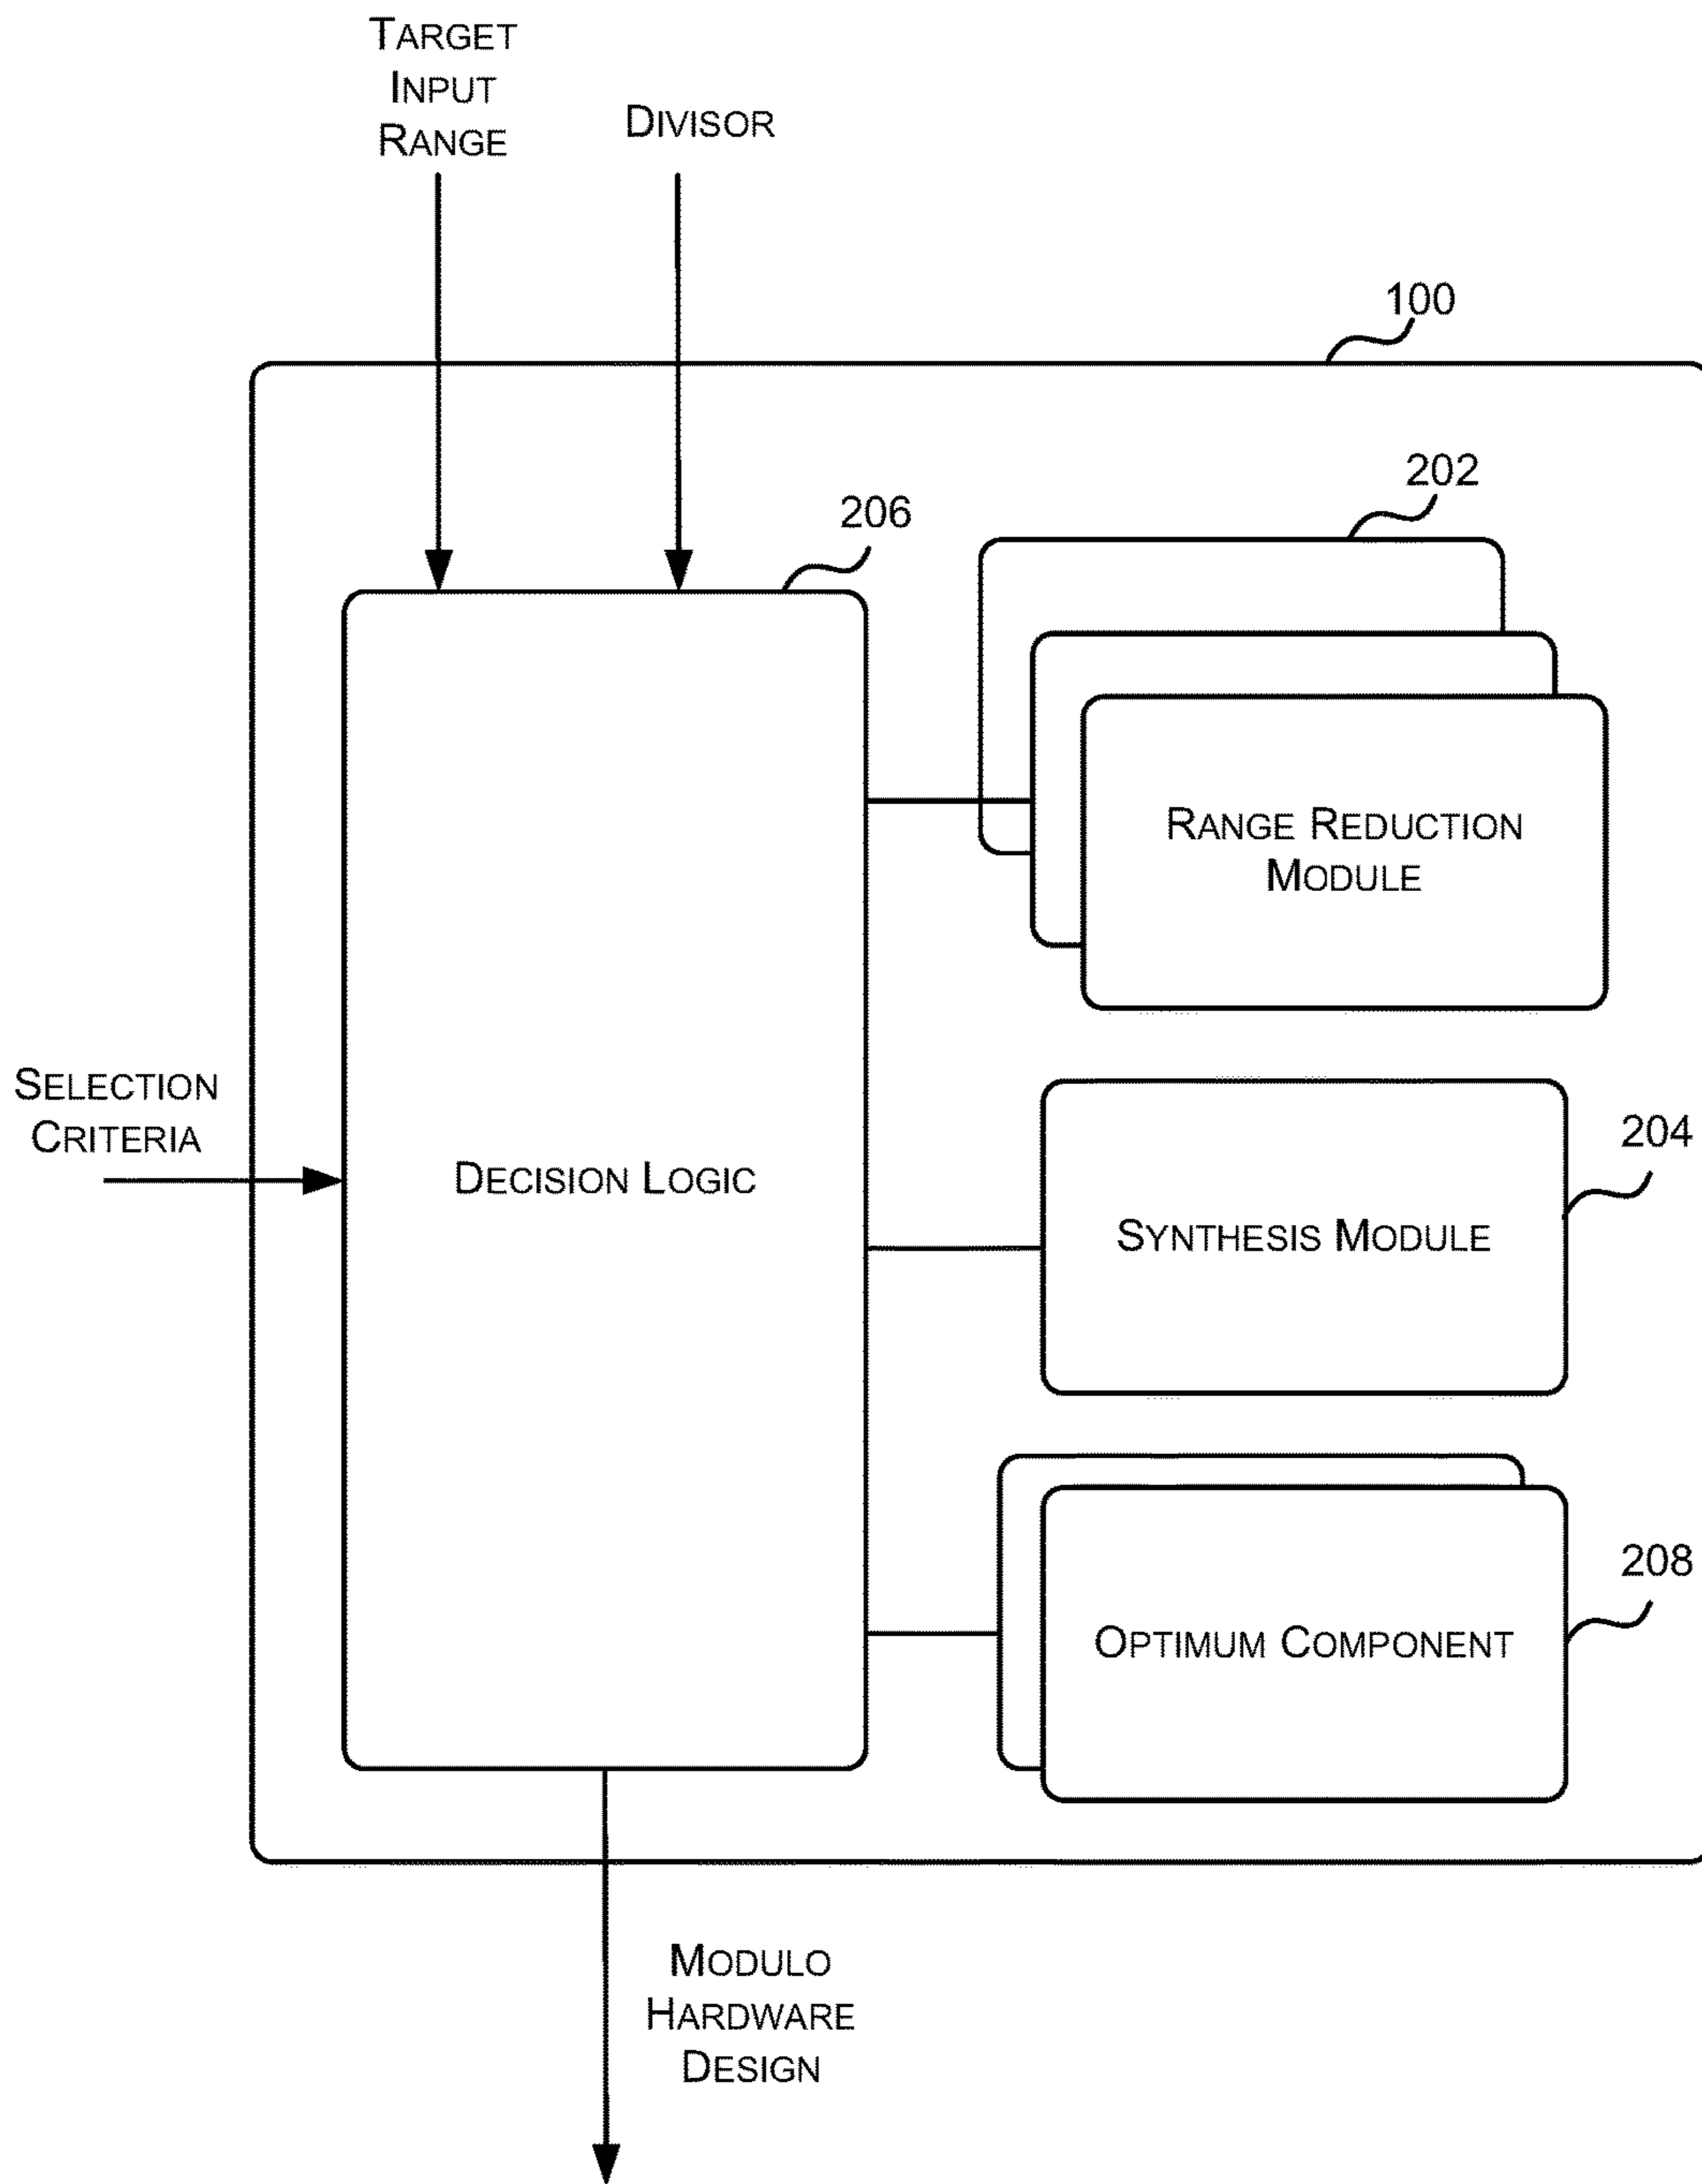 TARGET
INPUT
RANGE
DIVISOR
100
202
206
RANGE REDUCTION
MODULE
SELECTION
CRITERIA
204
DECISION LOGIC
SYNTHESIS MODULE
208
OPTIMUM COMPONENT
MODULO
HARDWARE
DESIGN